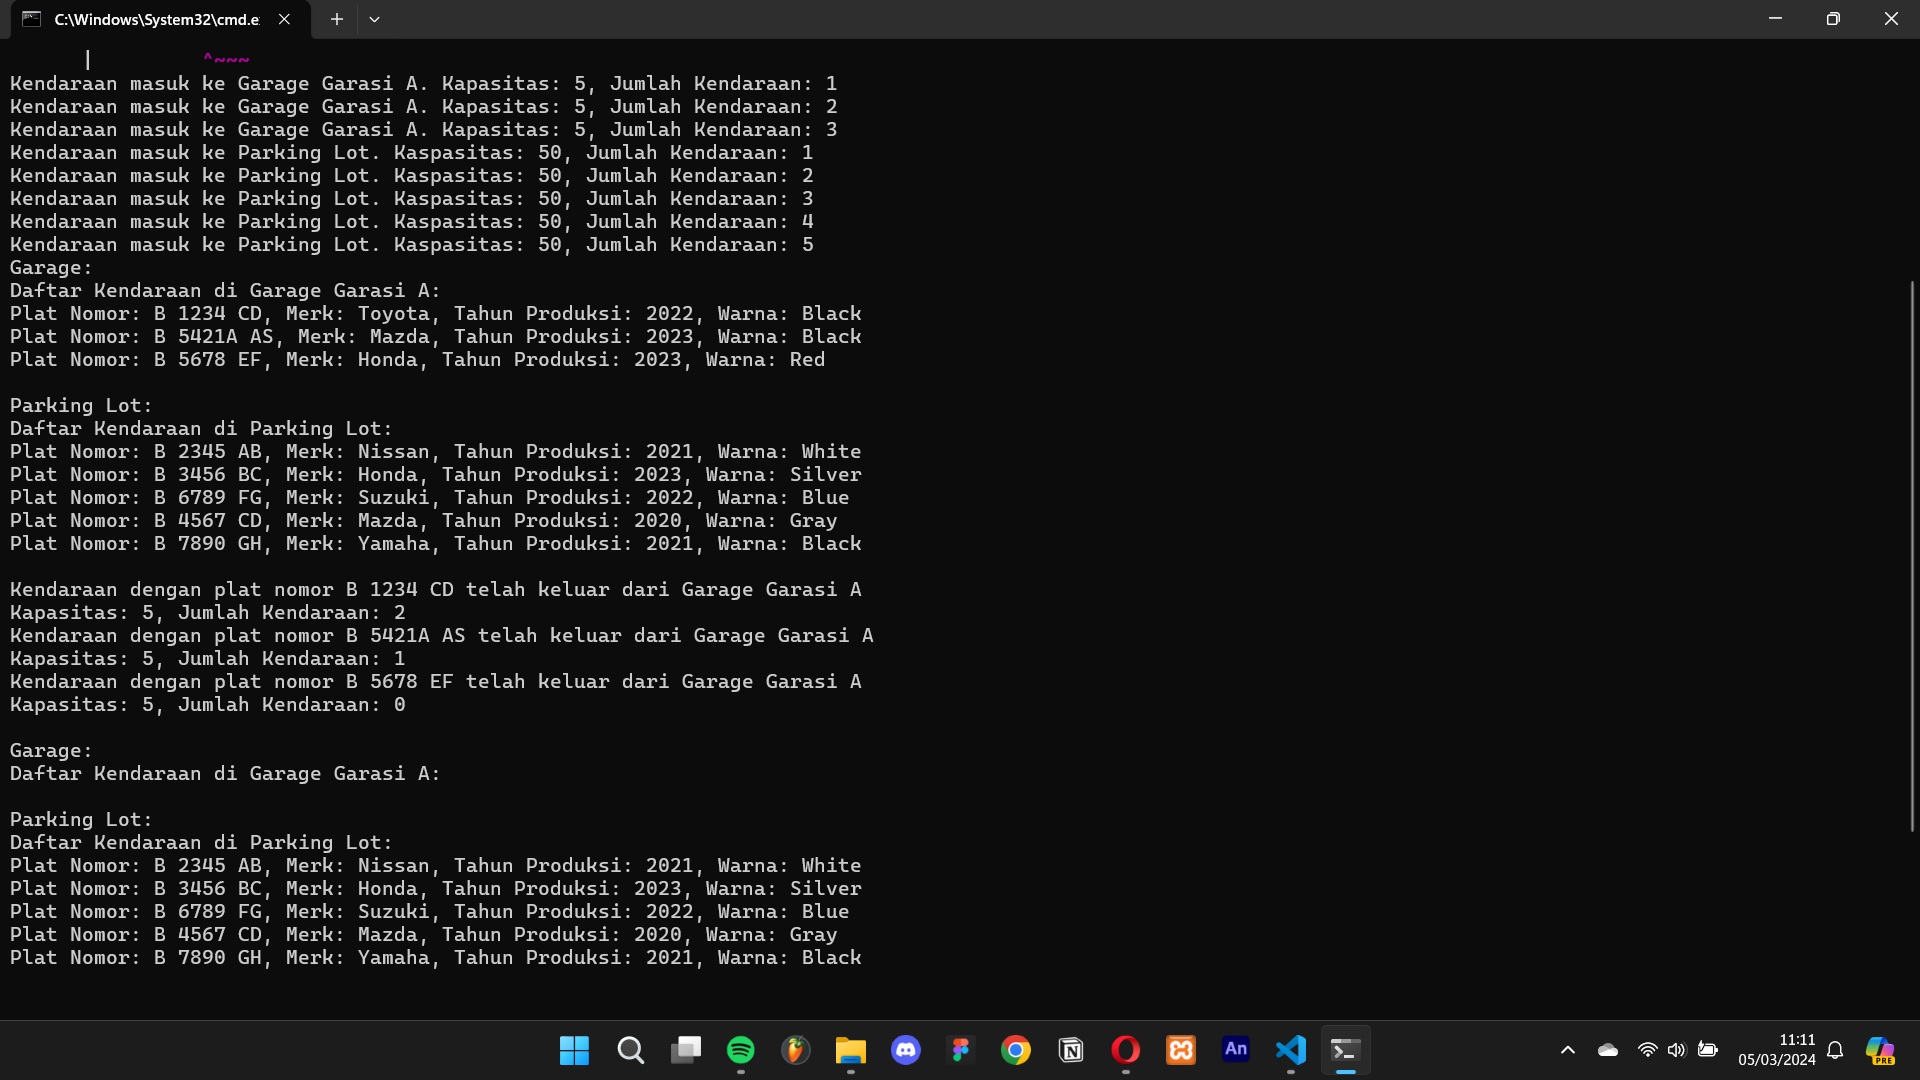 C:\Windows\System32\cmd.e
| ^~~~
Kendaraan masuk ke Garage Garasi A. Kapasitas: 5, Jumlah Kendaraan: 1
Kendaraan masuk ke Garage Garasi A. Kapasitas: 5, Jumlah Kendaraan: 2
Kendaraan masuk ke Garage Garasi A. Kapasitas: 5, Jumlah Kendaraan: 3
Kendaraan masuk ke Parking Lot. Kaspasitas: 50, Jumlah Kendaraan: 1
Kendaraan masuk ke Parking Lot. Kaspasitas: 50, Jumlah Kendaraan: 2
Kendaraan masuk ke Parking Lot. Kaspasitas: 50, Jumlah Kendaraan: 3
Kendaraan masuk ke Parking Lot. Kaspasitas: 50, Jumlah Kendaraan: 4
Kendaraan masuk ke Parking Lot. Kaspasitas: 50, Jumlah Kendaraan: 5
Garage:
Daftar Kendaraan di Garage Garasi A:
Plat Nomor: B 1234 CD, Merk: Toyota, Tahun Produksi: 2022, Warna: Black
Plat Nomor: B 5421A AS, Merk: Mazda, Tahun Produksi: 2023, Warna: Black
Plat Nomor: B 5678 EF, Merk: Honda, Tahun Produksi: 2023, Warna: Red
Parking Lot:
Daftar Kendaraan di Parking Lot:
Plat Nomor: B 2345 AB, Merk: Nissan, Tahun Produksi: 2021, Warna: White
Plat Nomor: B 3456 BC, Merk: Honda, Tahun Produksi: 2023, Warna: Silver
Plat Nomor: B 6789 FG, Merk: Suzuki, Tahun Produksi: 2022, Warna: Blue
Plat Nomor: B 4567 CD, Merk: Mazda, Tahun Produksi: 2020, Warna: Gray
Plat Nomor: B 7890 GH, Merk: Yamaha, Tahun Produksi: 2021, Warna: Black
Kendaraan dengan plat nomor B 1234 CD telah keluar dari Garage Garasi A
Kapasitas: 5, Jumlah Kendaraan: 2
Kendaraan dengan plat nomor B 5421A AS telah keluar dari Garage Garasi A
Kapasitas: 5, Jumlah Kendaraan: 1
Kendaraan dengan plat nomor B 5678 EF telah keluar dari Garage Garasi A
Kapasitas: 5, Jumlah Kendaraan: 0
Garage:
Daftar Kendaraan di Garage Garasi A:
Parking Lot:
Daftar Kendaraan di Parking Lot:
Plat Nomor: B 2345 AB, Merk: Nissan, Tahun Produksi: 2021, Warna: White
Plat Nomor: B 3456 BC, Merk: Honda, Tahun Produksi: 2023, Warna: Silver
Plat Nomor: B 6789 FG, Merk: Suzuki, Tahun Produksi: 2022, Warna: Blue
Plat Nomor: B 4567 CD, Merk: Mazda, Tahun Produksi: 2020, Warna: Gray
Plat Nomor: B 7890 GH, Merk: Yamaha, Tahun Produksi: 2021, Warna: Black
An
11:11
05/03/2024
PRE